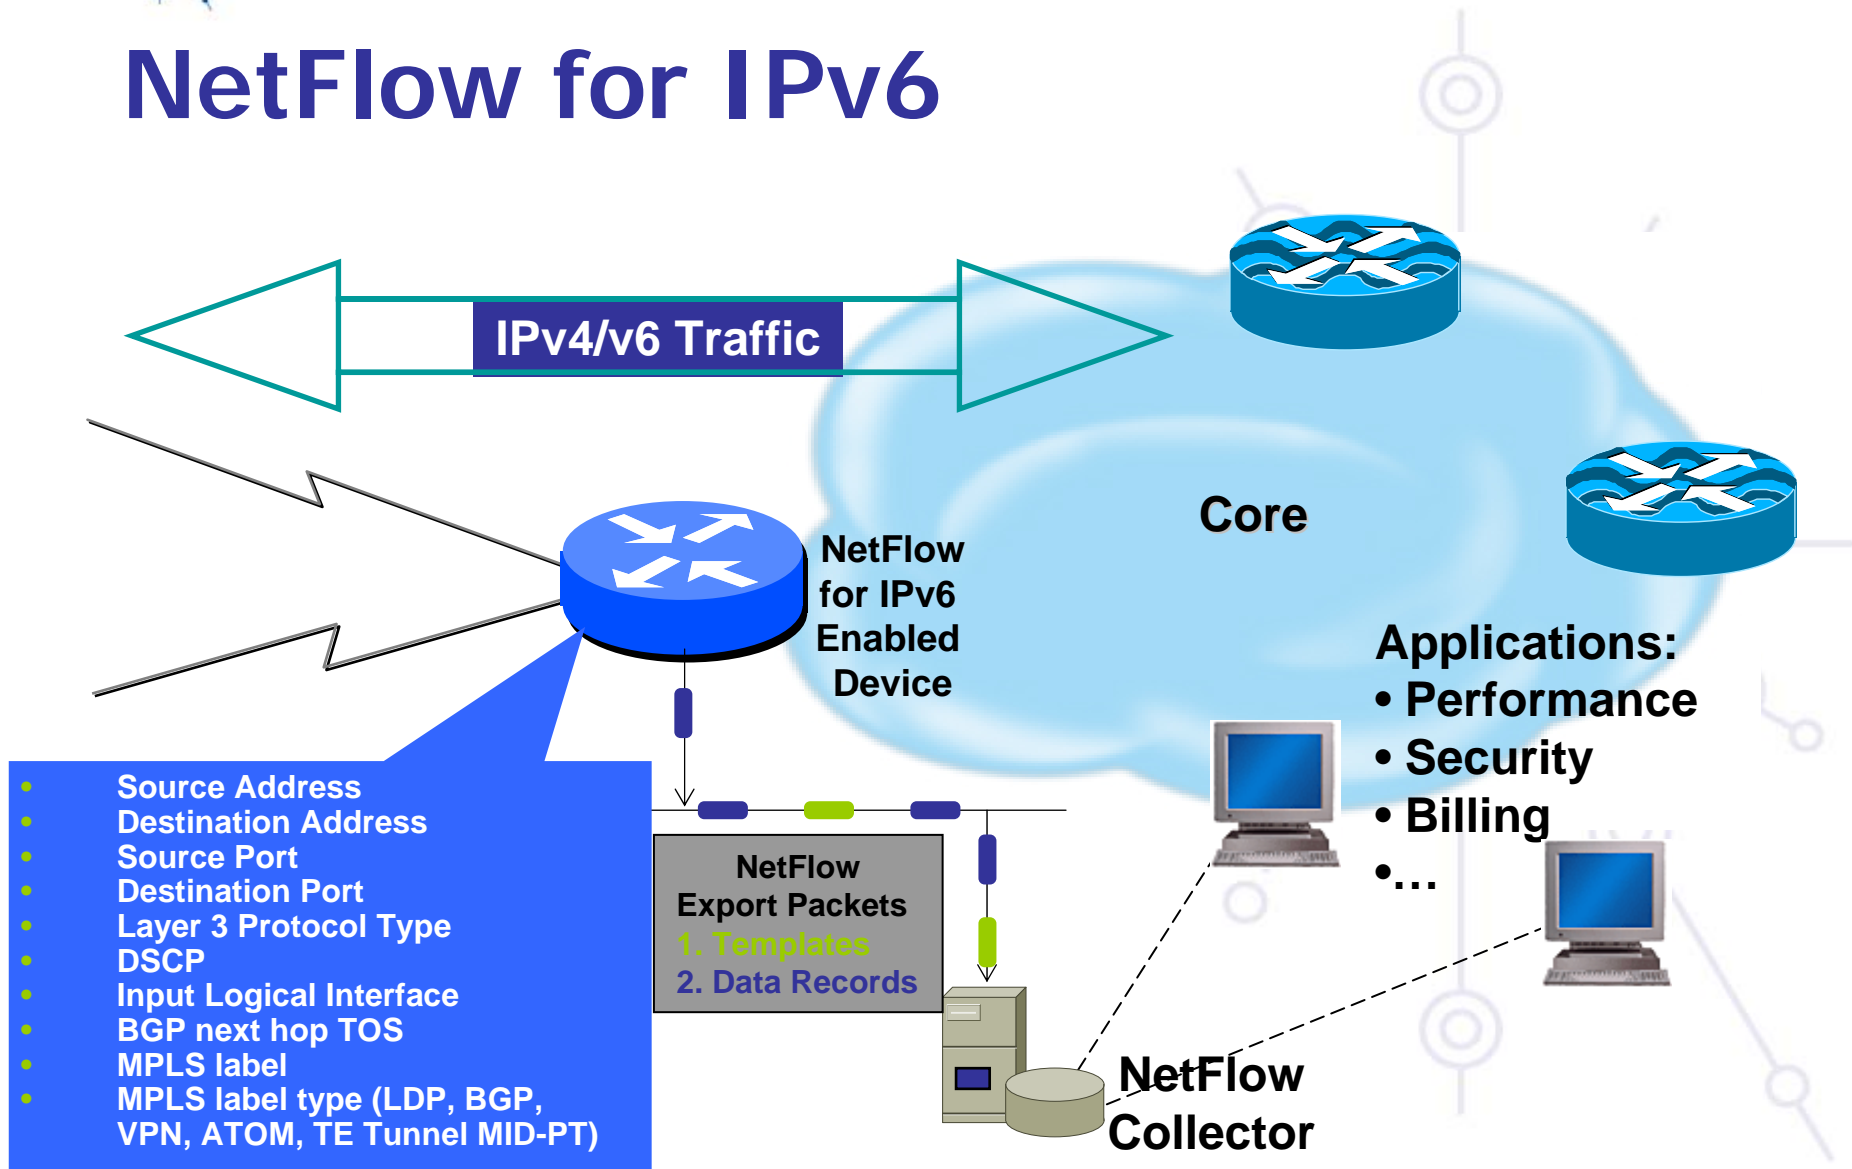 NetFlow for IPv6
IPv4/v6 Traffic
Core
NetFlow
for IPv6
Enabled
Device
Applications:
• Performance
• Security
• Billing
•…
• Source Address
• Destination Address
• Source Port
• Destination Port
• Layer 3 Protocol Type
• DSCP
• Input Logical Interface
• BGP next hop TOS
• MPLS label
• MPLS label type (LDP, BGP,
VPN, ATOM, TE Tunnel MID-PT)
NetFlow
Export Packets
1. Templates
2. Data Records
NetFlow
Collector